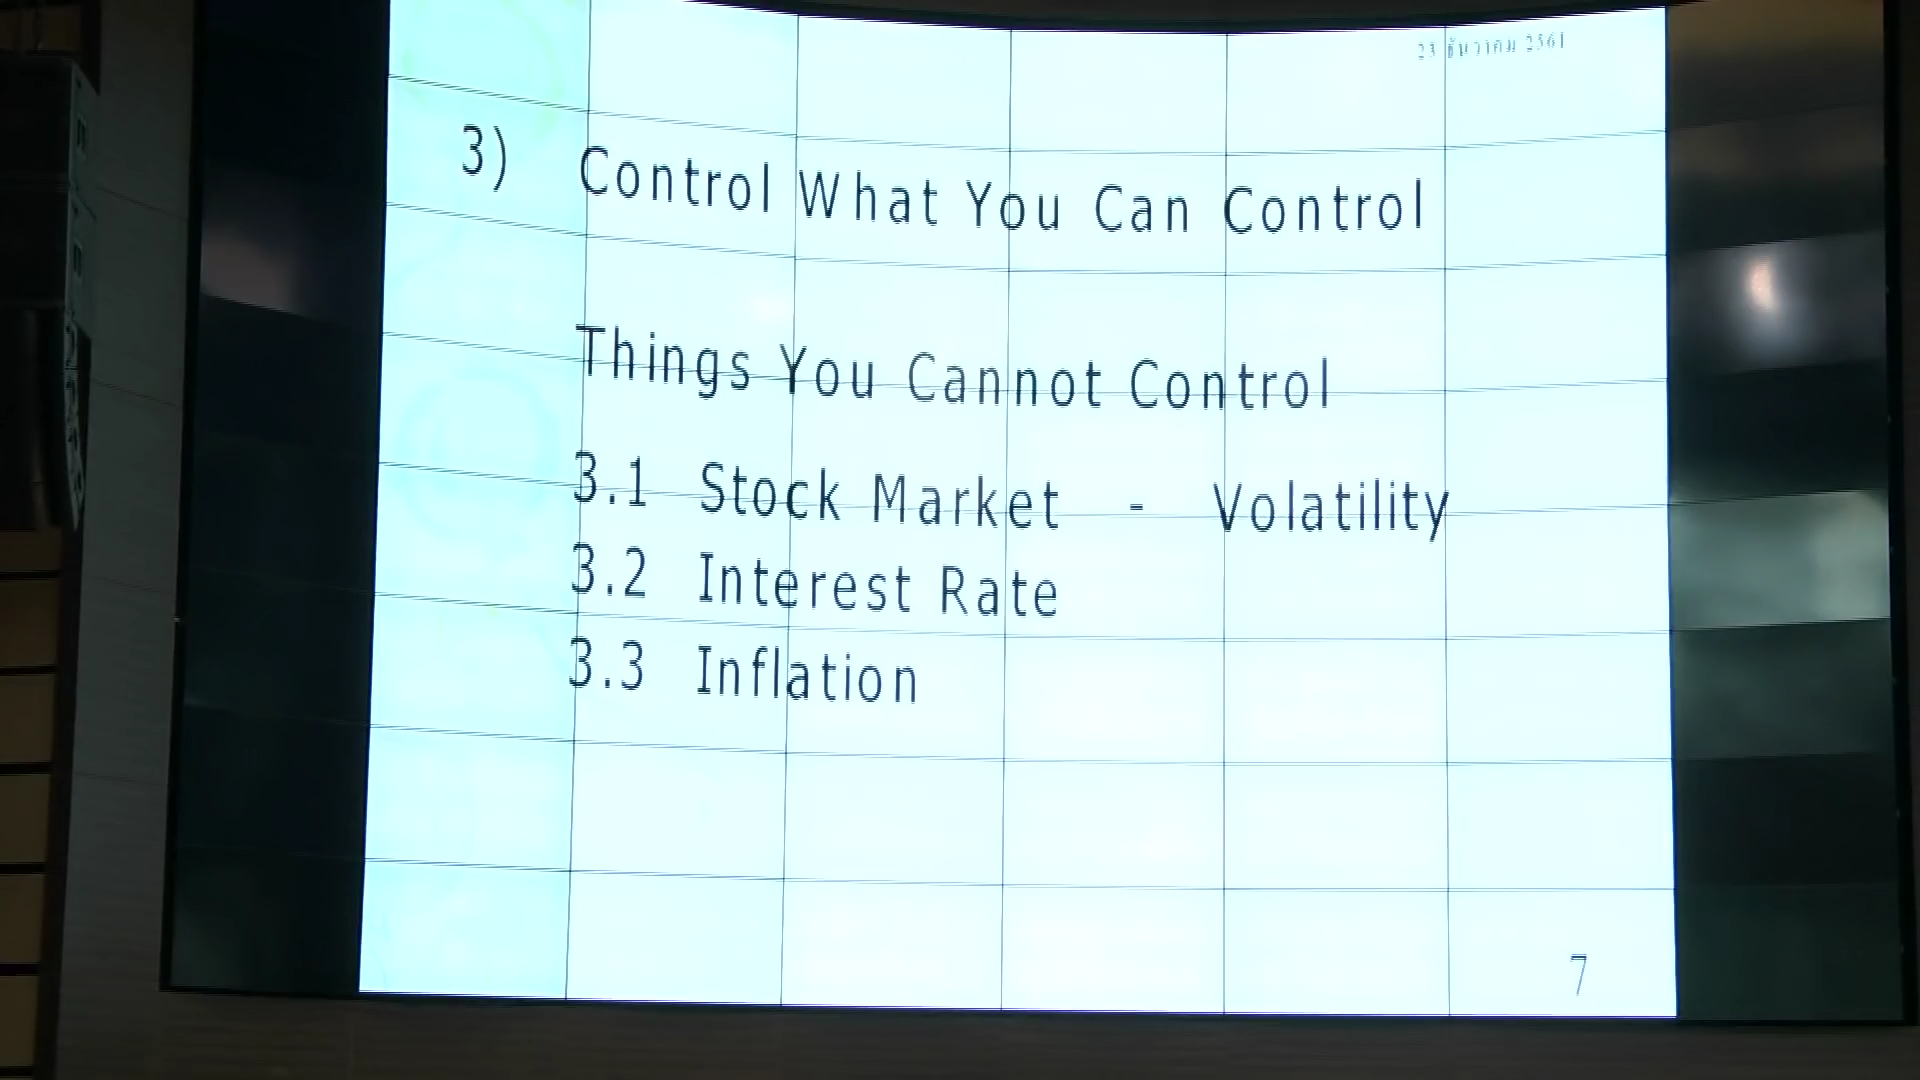 23 ธันวาคม 2561
3) Control What You Can Control
Things You Cannot Control
3.1 Stock Market - Volatility
3.2 Interest Rate
3.3 Inflation
7